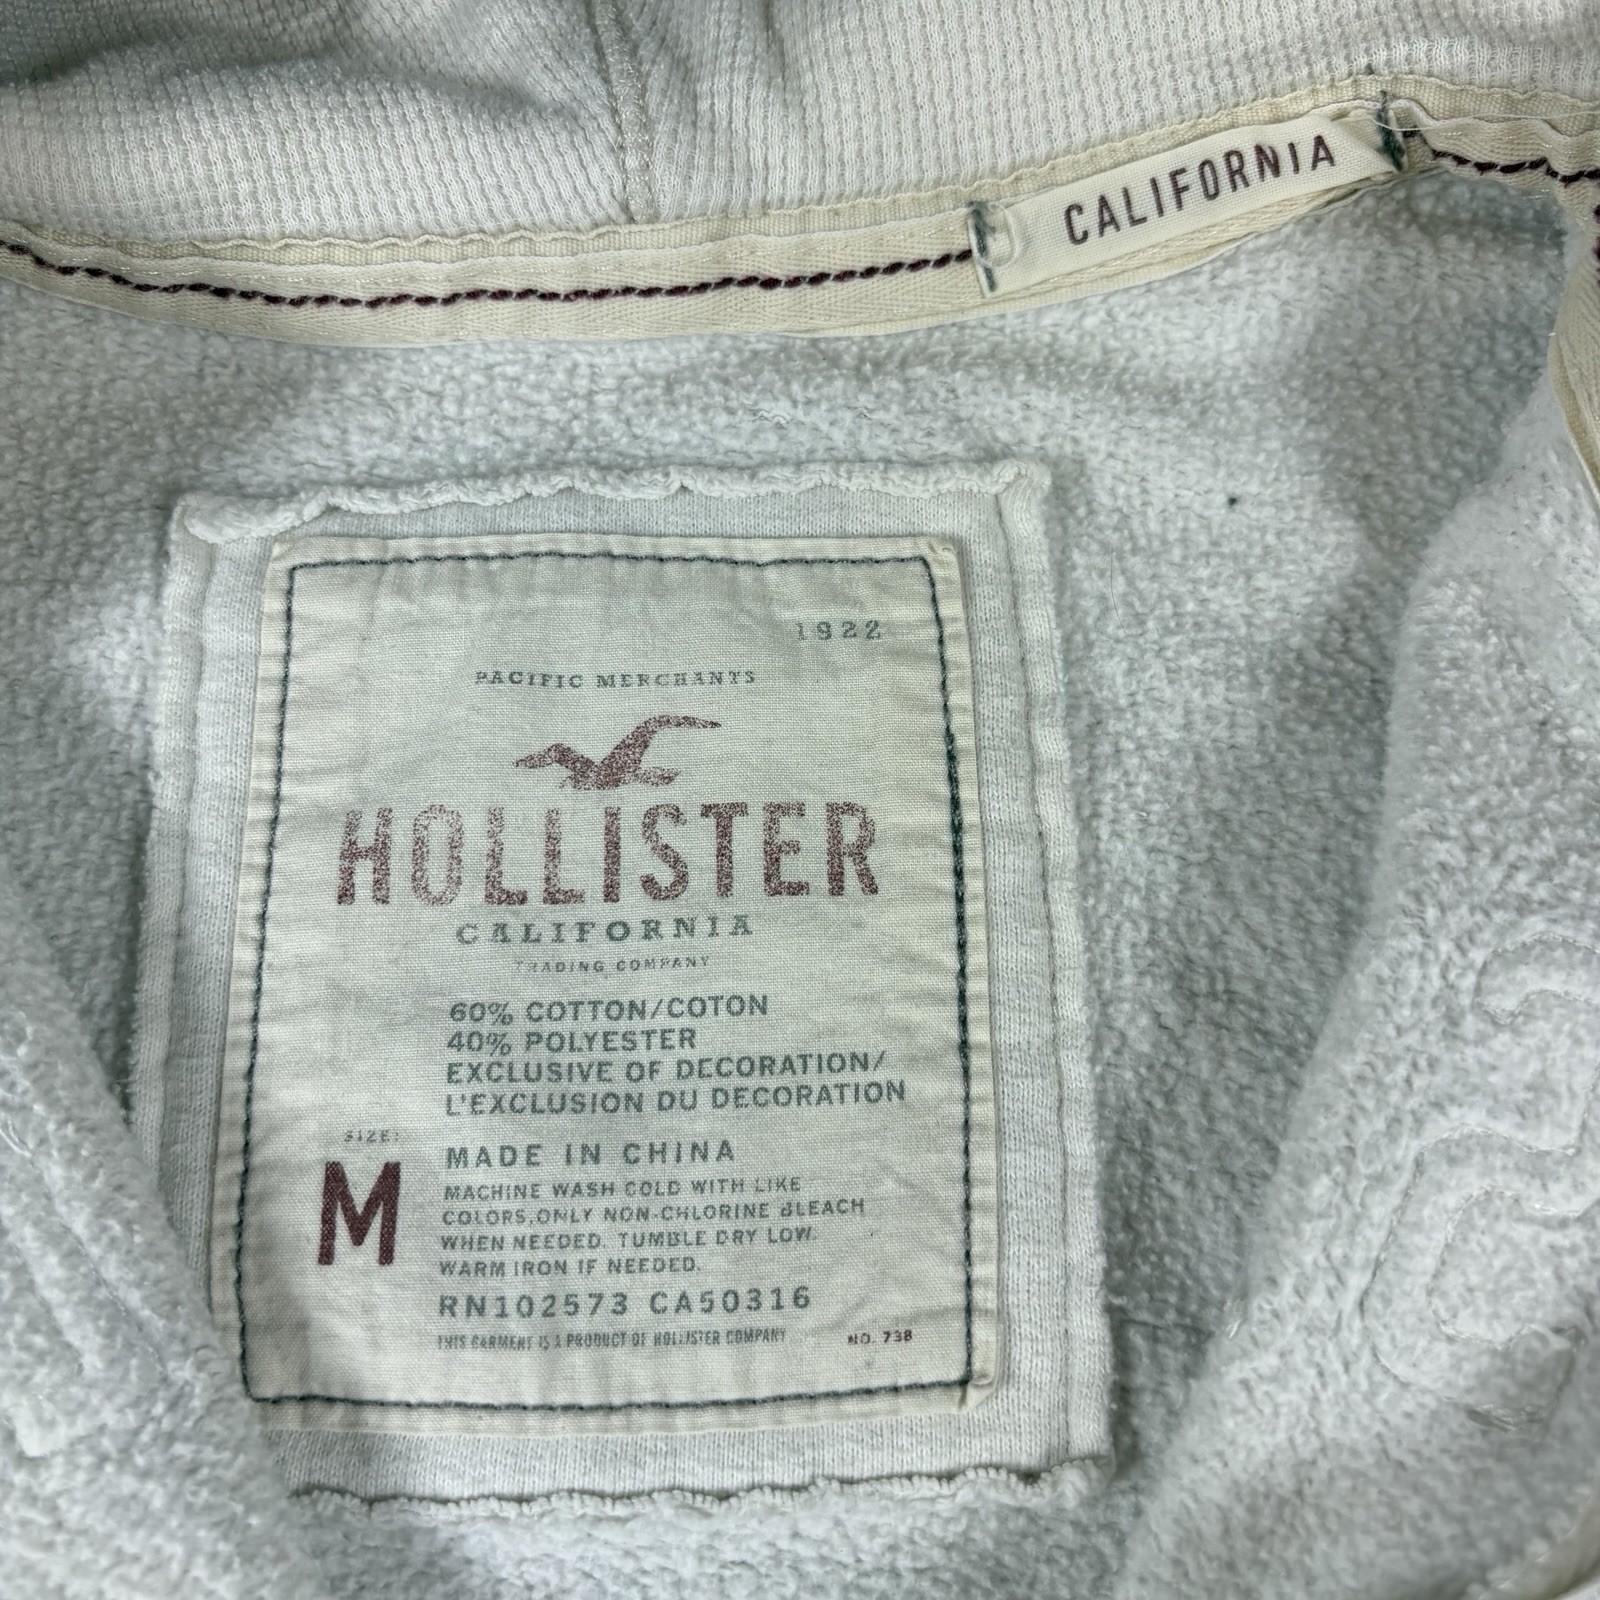 CALIFORNIA
1922
PACIFIC MERCHANTS
HOLLISTER
CALIFORNIA
TRADING COMPANY
60% COTTON/COTON
40% POLYESTER
EXCLUSIVE OF DECORATION/
L'EXCLUSION DU DECORATION
SIZE:
M
MADE IN CHINA
MACHINE WASH COLD WITH LIKE
COLORS,ONLY NON-CHLORINE BLEACH
WHEN NEEDED. TUMBLE DRY LOW.
WARM IRON IF NEEDED.
RN102573 CA50316
THIS GARMENT IS A PRODUCT OF HOLLISTER COMPANY
NO. 738